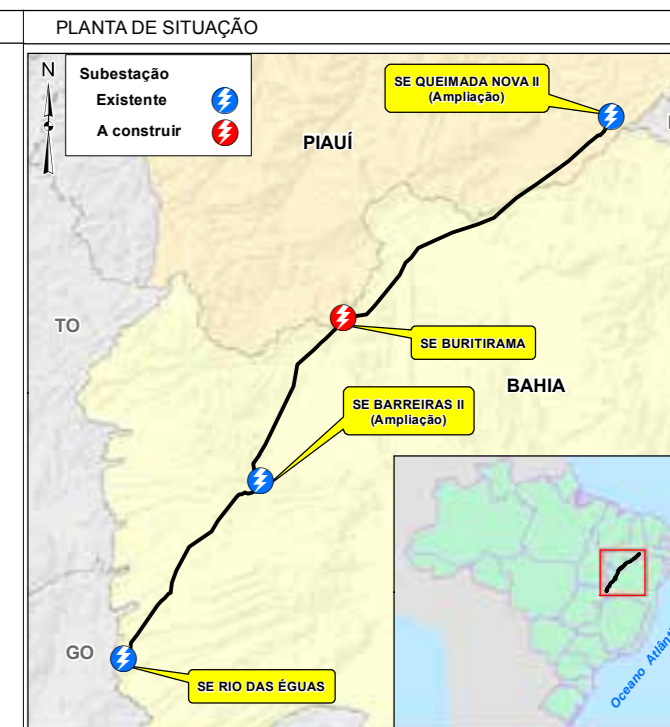 PLANTA DE SITUAÇÃO
N
Subestação
Existente
A construir
SE QUEIMADA NOVA II
(Ampliação)
PIAUÍ
TO
SE BURITIRAMA
BAHIA
SE BARREIRAS II
(Ampliação)
GO
SE RIO DAS ÉGUAS